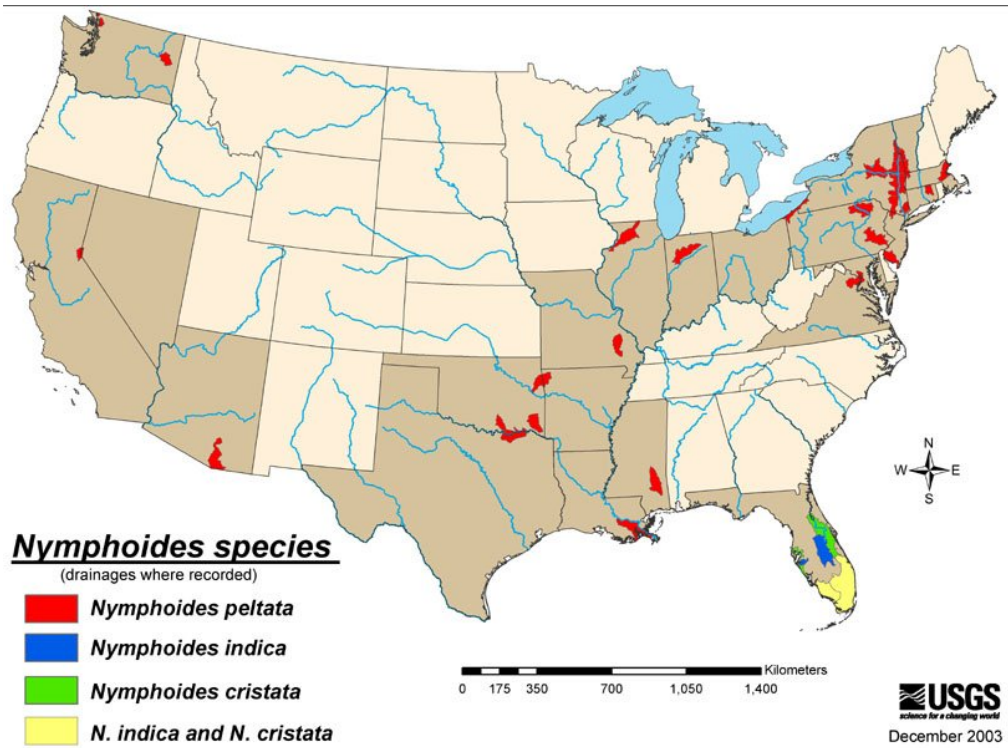 N
W E
S
Nymphoides species
(drainages where recorded)
Nymphoides peltata
Nymphoides indica
Nymphoides cristata
N. indica and N. cristata
Kilometers
0 175 350 700 1,050 1,400
USGS
science for a changing world
December 2003